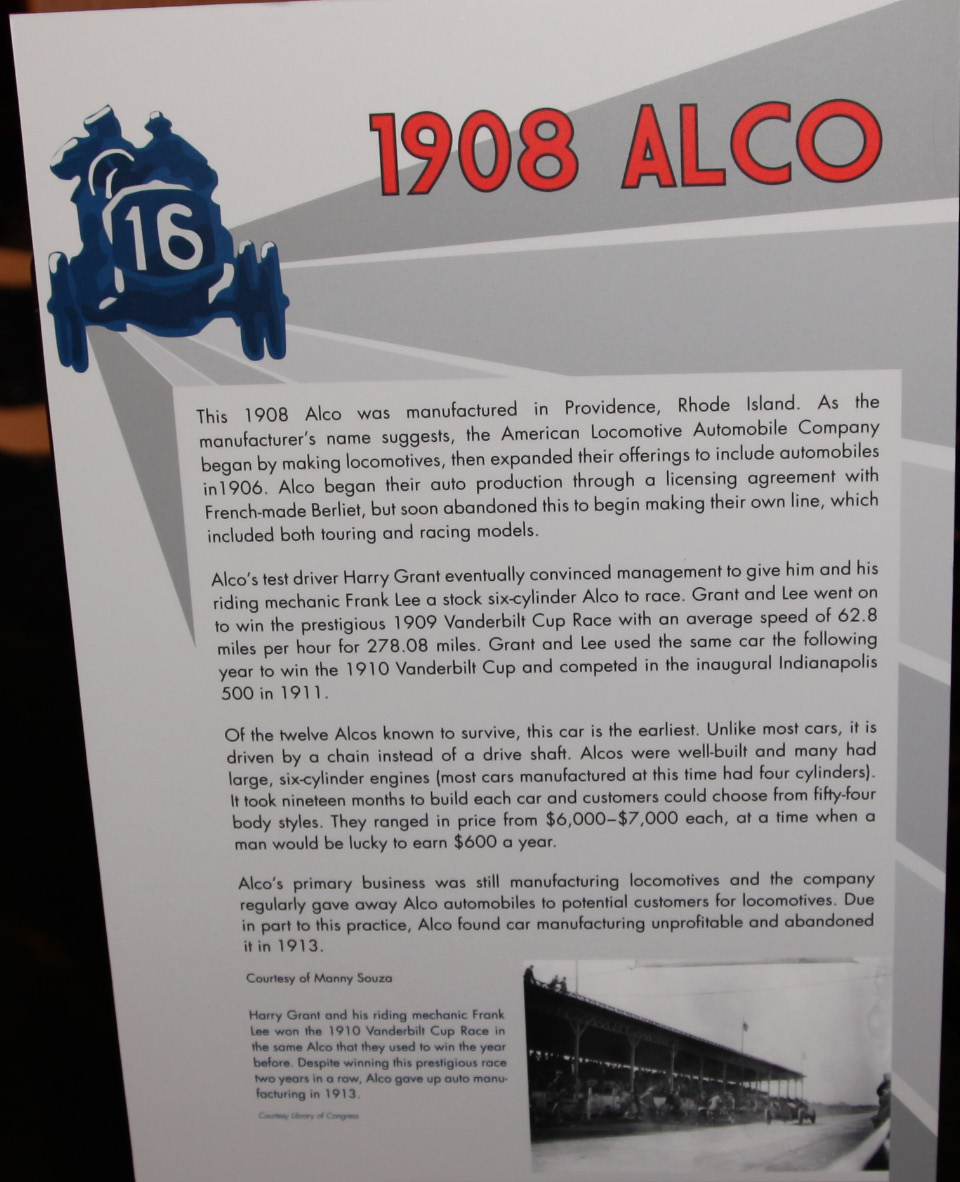 1908 ALCO
16
This 1908 Alco was manufactured in Providence, Rhode Island. As the
manufacturer's name suggests, the American Locomotive Automobile Company
began by making locomotives, then expanded their offerings to include automobiles
in1906. Alco began their auto production through a licensing agreement with
French-made Berliet, but soon abandoned this to begin making their own line, which
included both touring and racing models.
Alco's test driver Harry Grant eventually convinced management to give him and his
riding mechanic Frank Lee a stock six-cylinder Alco to race. Grant and Lee went on
to win the prestigious 1909 Vanderbilt Cup Race with an average speed of 62.8
miles per hour for 278.08 miles. Grant and Lee used the same car the following
year to win the 1910 Vanderbilt Cup and competed in the inaugural Indianapolis
500 in 1911.
Of the twelve Alcos known to survive, this car is the earliest. Unlike most cars, it is
driven by a chain instead of a drive shaft. Alcos were well-built and many had
large, six-cylinder engines (most cars manufactured at this time had four cylinders).
It took nineteen months to build each car and customers could choose from fifty-four
body styles. They ranged in price from $6,000–$7,000 each, at a time when a
man would be lucky to earn $600 a year.
Alco's primary business was still manufacturing locomotives and the company
regularly gave away Alco automobiles to potential customers for locomotives. Due
in part to this practice, Alco found car manufacturing unprofitable and abandoned
it in 1913.
Courtesy of Manny Souza
Harry Grant and his riding mechanic Frank
Lee won the 1910 Vanderbilt Cup Race in
the same Alco that they used to win the year
before. Despite winning this prestigious race
two years in a row, Alco gave up auto manu-
facturing in 1913.
Courtesy Library of Congress